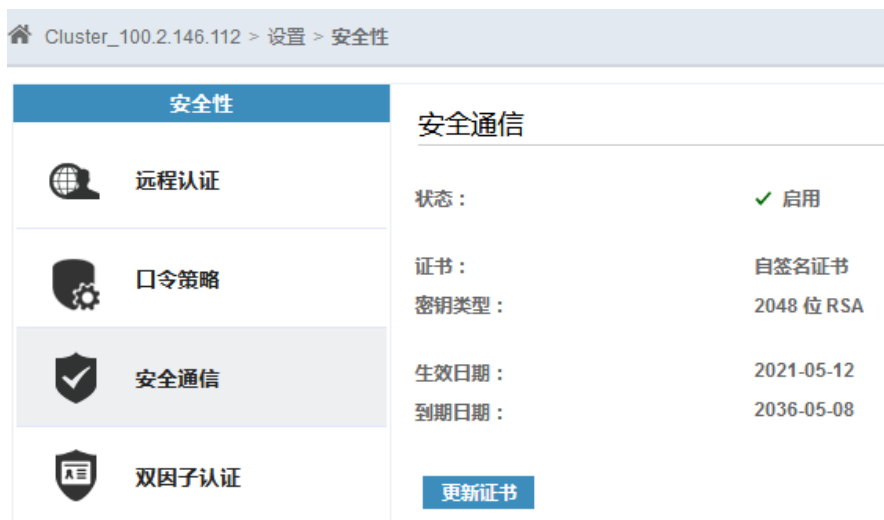 Cluster_100.2.146.112 > 设置 > 安全性
安全性
远程认证
口令策略
安全通信
双因子认证
安全通信
状态： 启用
证书： 自签名证书
密钥类型： 2048 位 RSA
生效日期： 2021-05-12
到期日期： 2036-05-08
更新证书